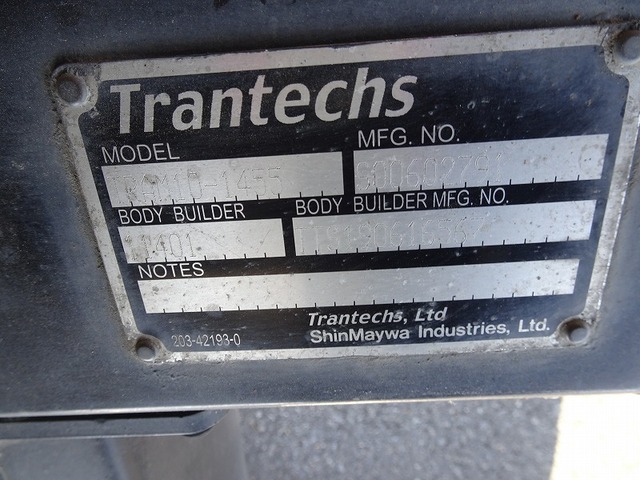 Trantechs
MODEL
MFG. NO.
BODY BUILDER
BODY BUILDER MFG. NO.
NOTES
Trantechs, Ltd
ShinMaywa Industries, Ltd.
203-42193-0